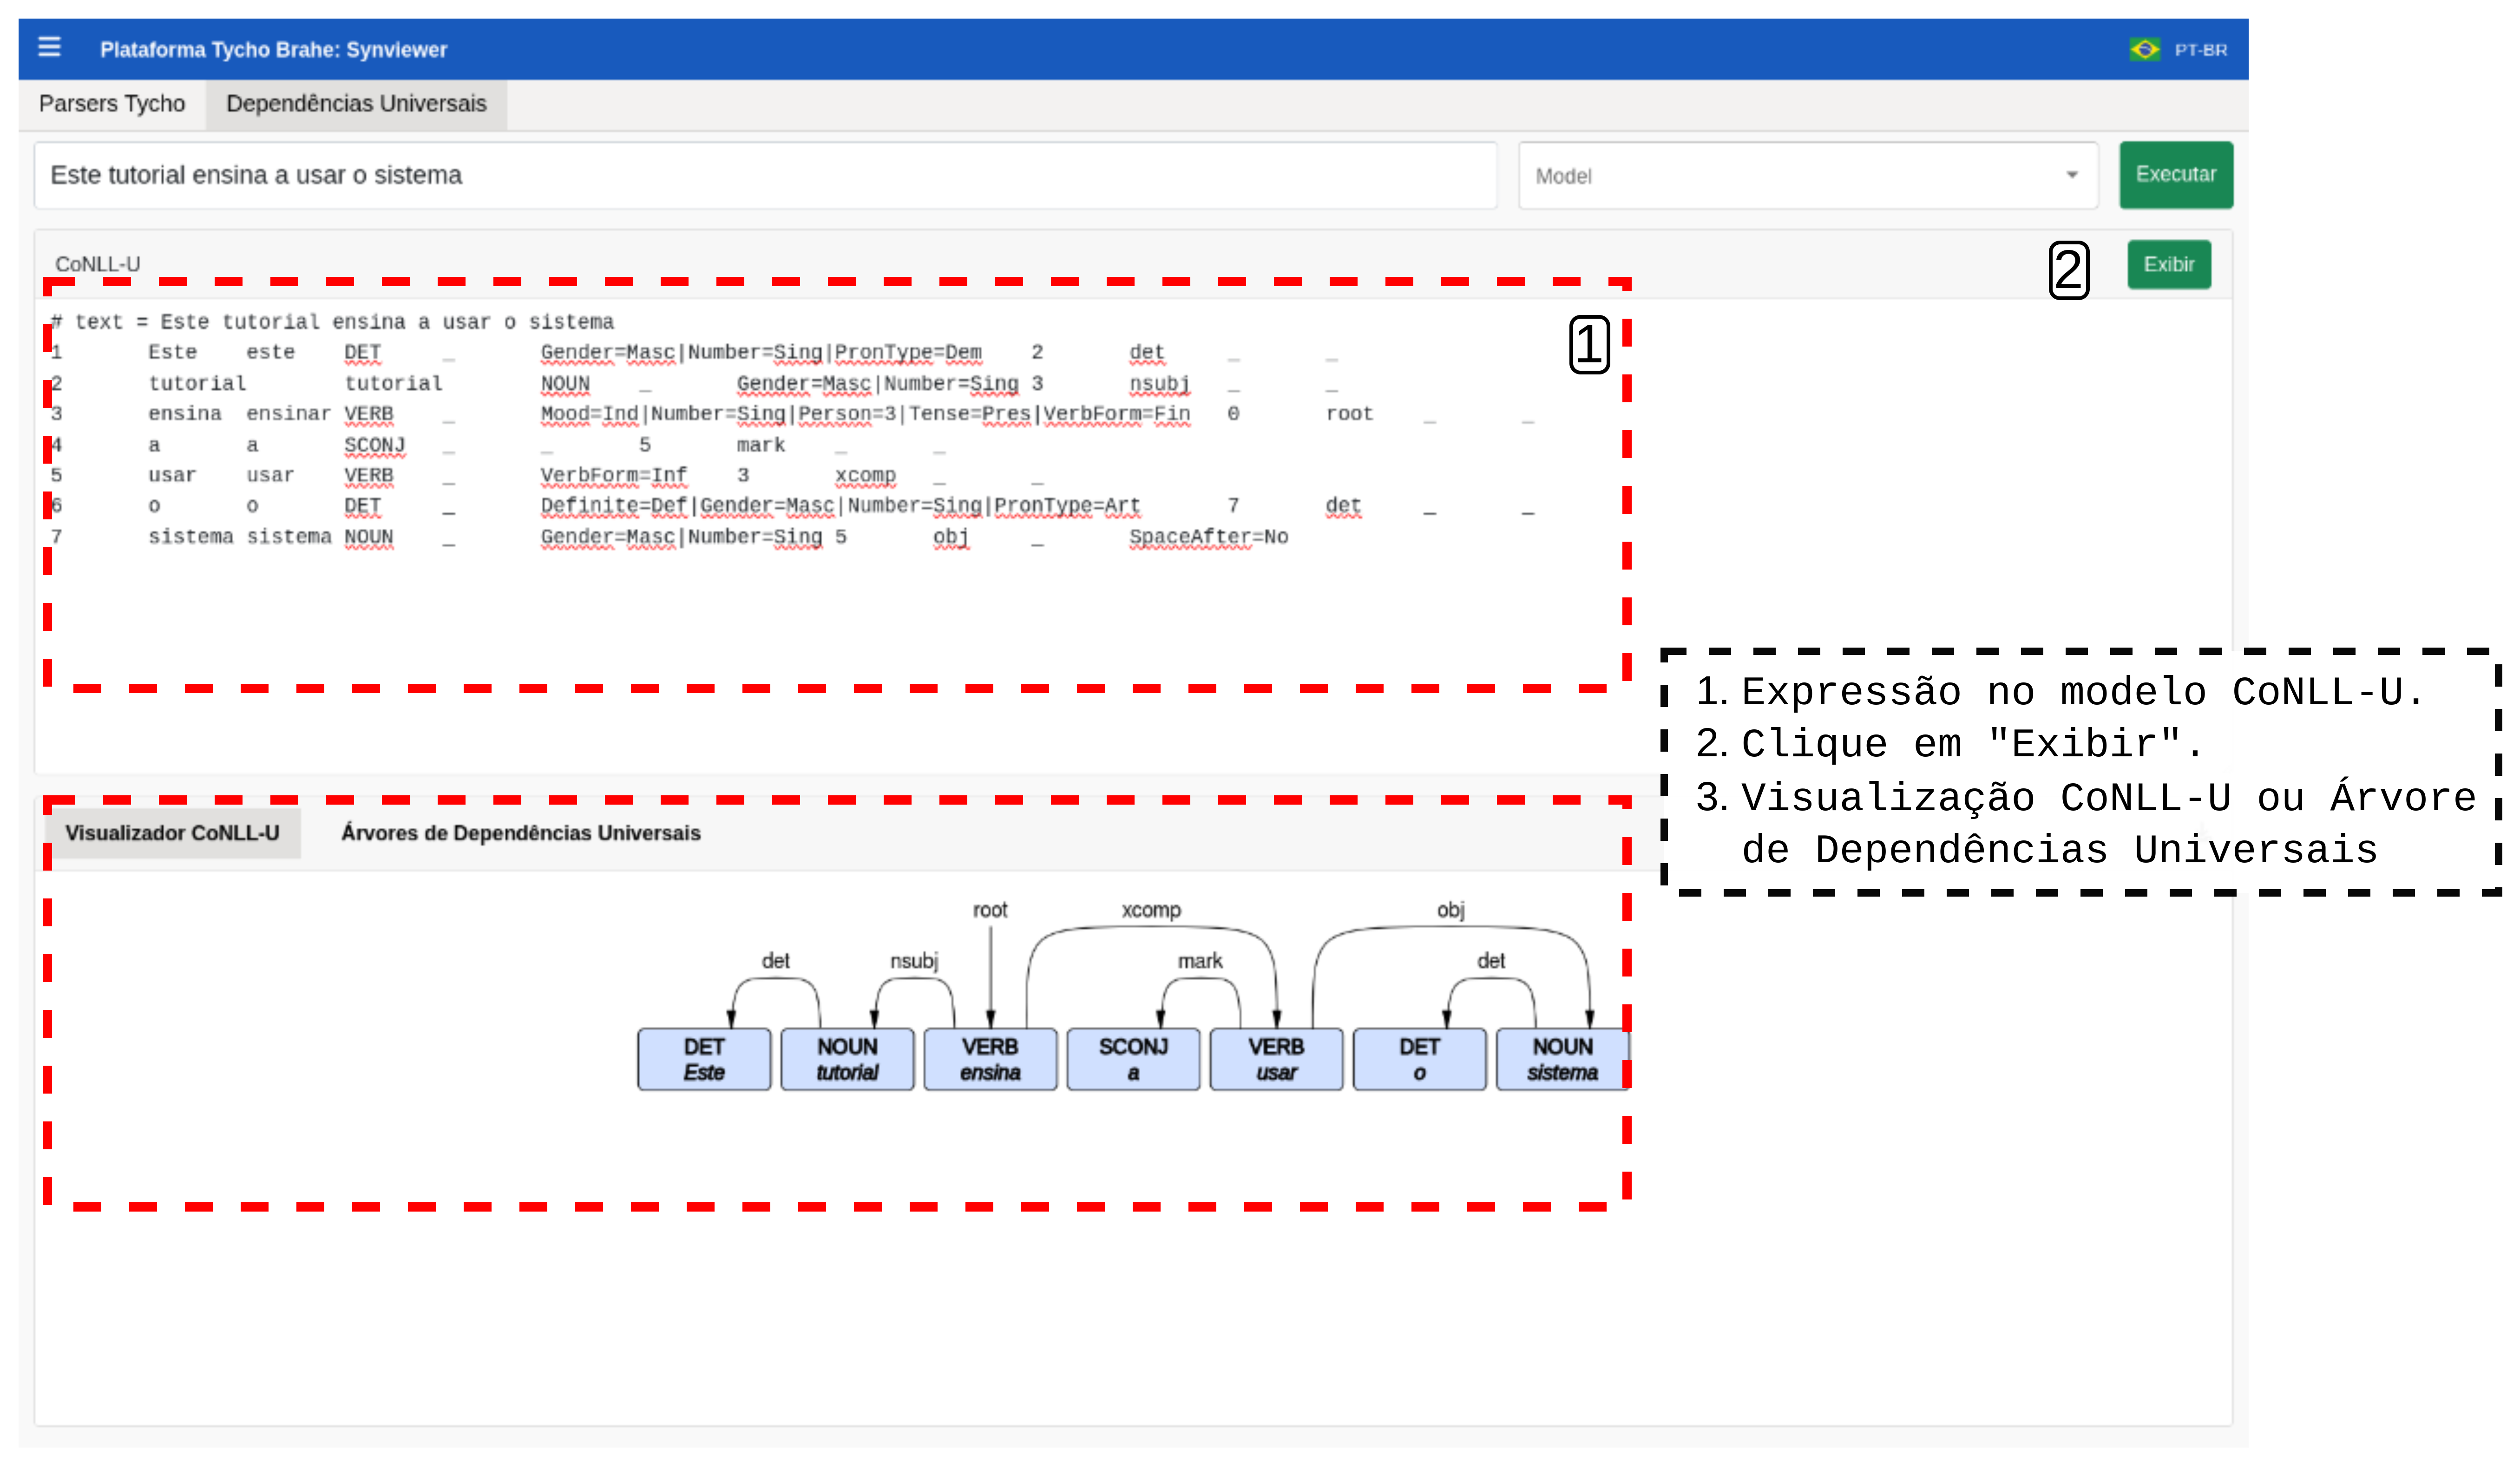 Plataforma Tycho Brahe: Synviewer PT-BR
Parsers Tycho Dependências Universais
Este tutorial ensina a usar o sistema Model Executar
CoNLL-U 2 Exibir
1
# text = Este tutorial ensina a usar o sistema
1 Este este DET _ Gender=Masc|Number=Sing|PronType=Dem 2 det _ _
2 tutorial tutorial NOUN _ Gender=Masc|Number=Sing 3 nsubj _ _
3 ensina ensinar VERB _ Mood=Ind|Number=Sing|Person=3|Tense=Pres|VerbForm=Fin 0 root _ _
4 a a SCONJ _ _ 5 mark _ _
5 usar usar VERB _ VerbForm=Inf 3 xcomp _ _
6 o o DET _ Definite=Def|Gender=Masc|Number=Sing|PronType=Art 7 det _ _
7 sistema sistema NOUN _ Gender=Masc|Number=Sing 5 obj _ SpaceAfter=No
1. Expressão no modelo CoNLL-U.
2. Clique em "Exibir".
3. Visualização CoNLL-U ou Árvore
de Dependências Universais
Visualizador CoNLL-U Árvores de Dependências Universais
root xcomp obj
det nsubj mark det
DET NOUN VERB SCONJ VERB DET NOUN
Este tutorial ensina a usar o sistema